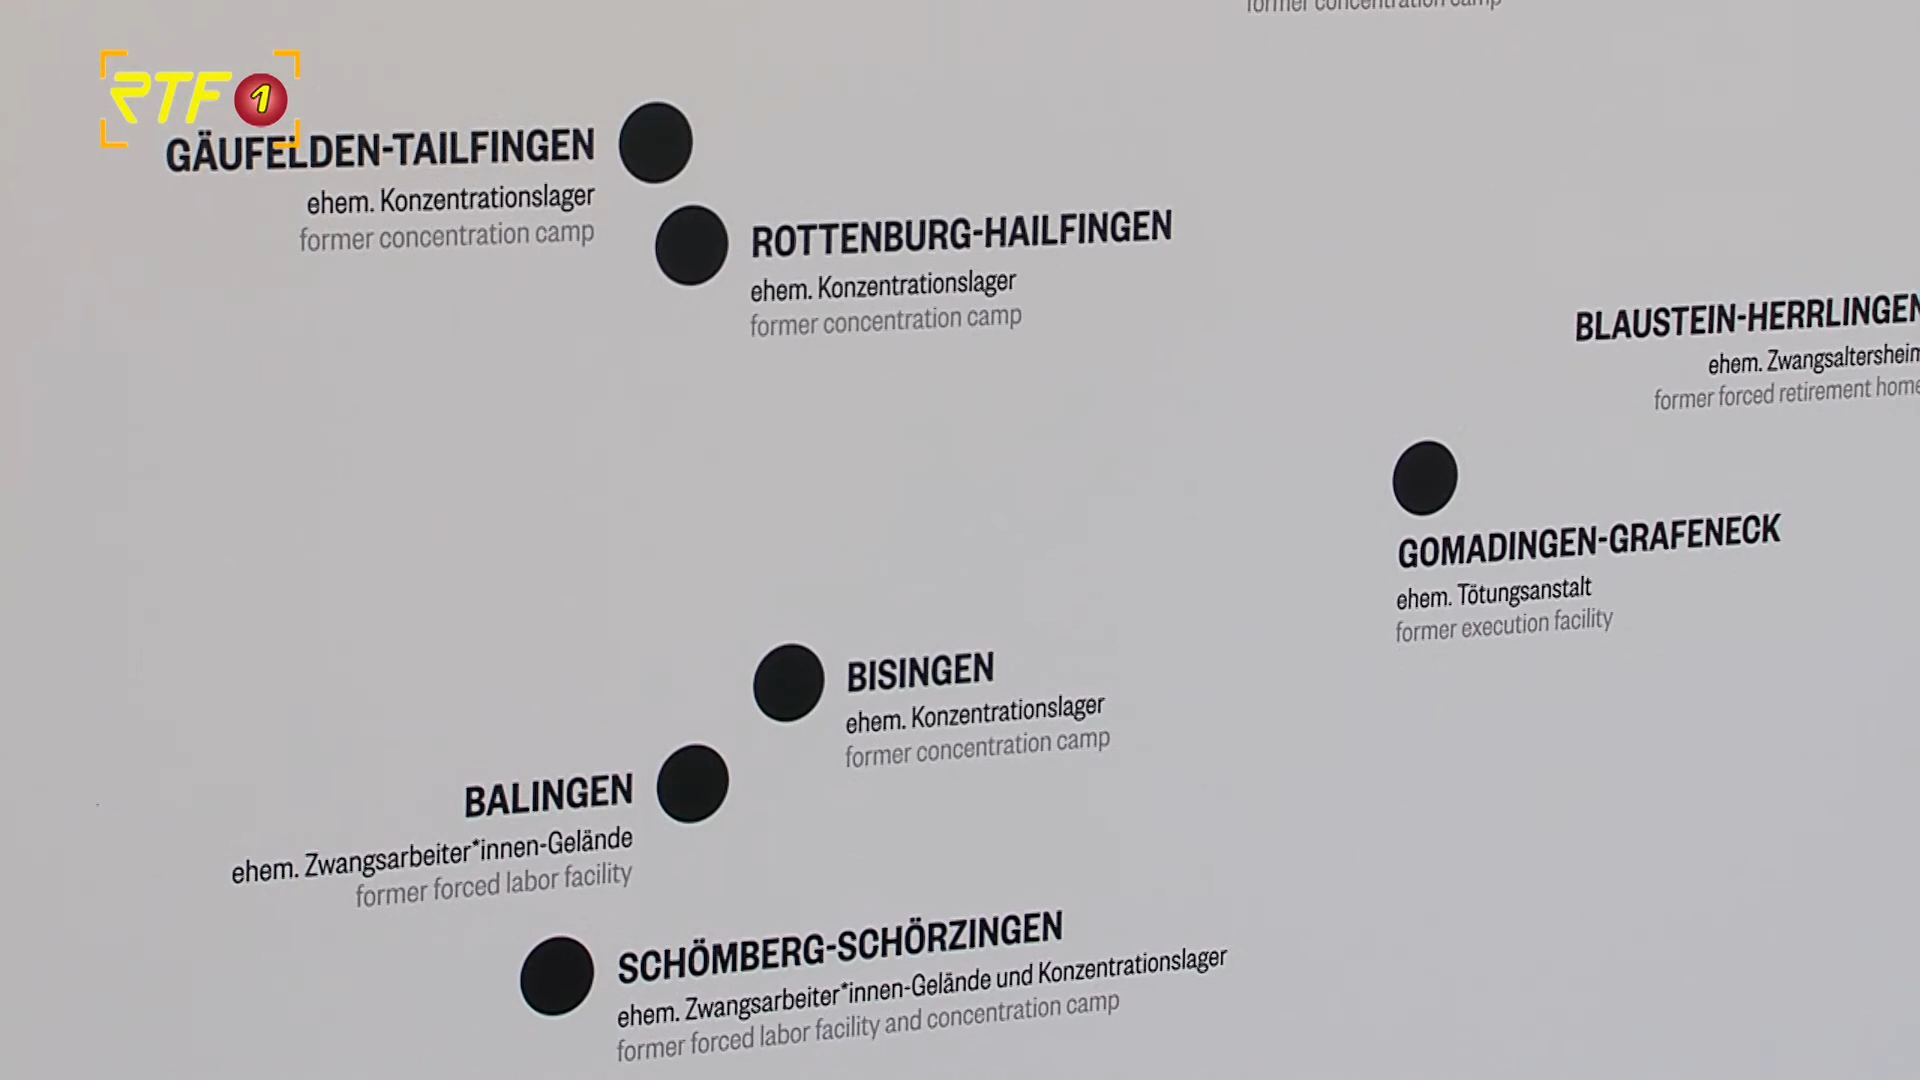 former concentration camp
RTF 1
GÄUFELDEN-TAILFINGEN
ehem. Konzentrationslager
former concentration camp
ROTTENBURG-HAILFINGEN
ehem. Konzentrationslager
former concentration camp
BLAUSTEIN-HERRLINGEN
ehem. Zwangsaltersheim
former forced retirement home
GOMADINGEN-GRAFENECK
ehem. Tötungsanstalt
former execution facility
BISINGEN
ehem. Konzentrationslager
former concentration camp
BALINGEN
ehem. Zwangsarbeiter*innen-Gelände
former forced labor facility
SCHÖMBERG-SCHÖRZINGEN
ehem. Zwangsarbeiter*innen-Gelände und Konzentrationslager
former forced labor facility and concentration camp